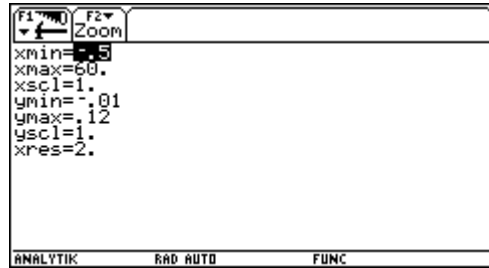 F1 F2 Zoom
xmin=-.5
xmax=60.
xscl=1.
ymin=-.01
ymax=.12
yscl=1.
xres=2.
ANALYTIK RAD AUTO FUNC